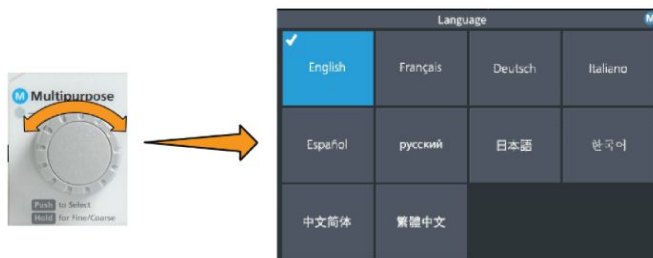 Language
M
English
Français
Deutsch
Italiano
Español
русский
日本語
한국어
中文简体
繁體中文
M Multipurpose
Push to Select
Hold for Fine/Coarse